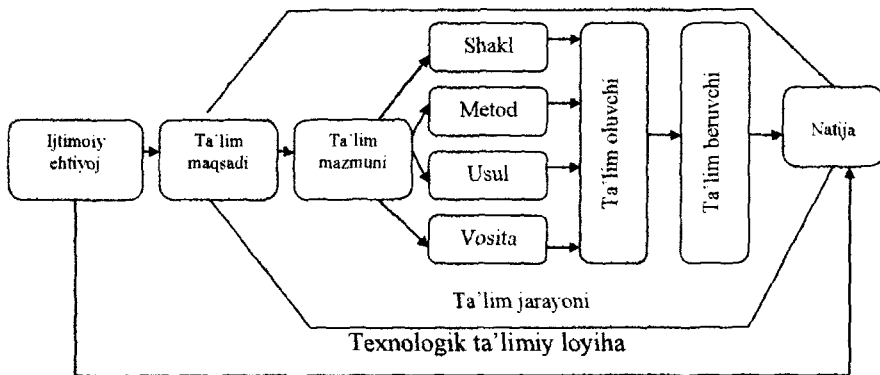 Ijtimoiy
ehtiyoj
Ta'lim
maqsadi
Ta'lim
mazmuni
Shakl
Metod
Usul
Vosita
Ta'lim oluvchi
Ta'lim beruvchi
Natija
Ta'lim jarayoni
Texnologik ta'limiy loyiha